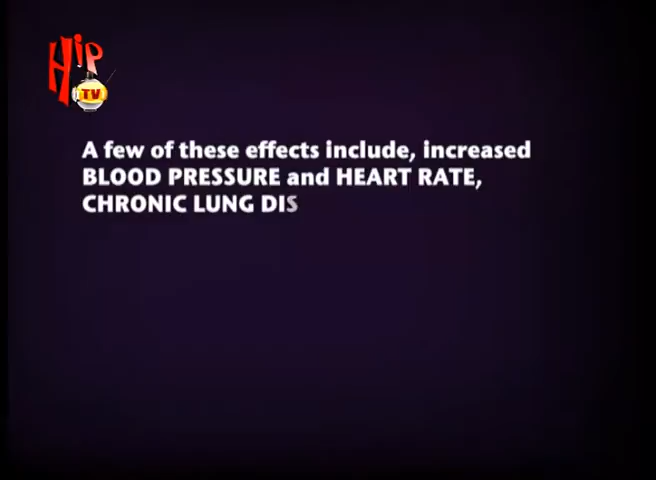 Hip
TV
A few of these effects include, increased
BLOOD PRESSURE and HEART RATE,
CHRONIC LUNG DIS